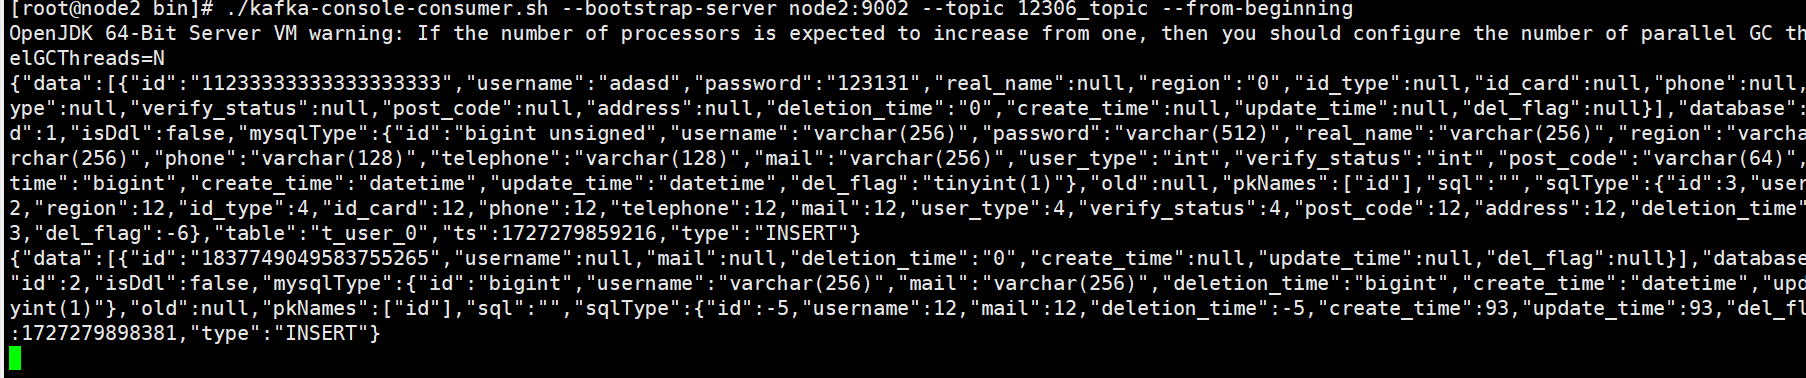 [root@node2 bin]# ./kafka-console-consumer.sh --bootstrap-server node2:9002 --topic 12306_topic --from-beginning
OpenJDK 64-Bit Server VM warning: If the number of processors is expected to increase from one, then you should configure the number of parallel GC th
elGCThreads=N
{"data":[{"id":"11233333333333333333","username":"adasd","password":"123131","real_name":null,"region":"0","id_type":null,"id_card":null,"phone":null,
ype":null,"verify_status":null,"post_code":null,"address":null,"deletion_time":"0","create_time":null,"update_time":null,"del_flag":null}],"database":
d":1,"isDdl":false,"mysqlType":{"id":"bigint unsigned","username":"varchar(256)","password":"varchar(512)","real_name":"varchar(256)","region":"varcha
rchar(256)","phone":"varchar(128)","telephone":"varchar(128)","mail":"varchar(256)","user_type":"int","verify_status":"int","post_code":"varchar(64)",
time":"bigint","create_time":"datetime","update_time":"datetime","del_flag":"tinyint(1)"},"old":null,"pkNames":["id"],"sql":"","sqlType":{"id":3,"user
2,"region":12,"id_type":4,"id_card":12,"phone":12,"telephone":12,"mail":12,"user_type":4,"verify_status":4,"post_code":12,"address":12,"deletion_time"
3,"del_flag":-6},"table":"t_user_0","ts":1727279859216,"type":"INSERT"}
{"data":[{"id":"1837749049583755265","username":null,"mail":null,"deletion_time":"0","create_time":null,"update_time":null,"del_flag":null}],"database
"id":2,"isDdl":false,"mysqlType":{"id":"bigint","username":"varchar(256)","mail":"varchar(256)","deletion_time":"bigint","create_time":"datetime","upd
yint(1)"},"old":null,"pkNames":["id"],"sql":"","sqlType":{"id":-5,"username":12,"mail":12,"deletion_time":-5,"create_time":93,"update_time":93,"del_fl
:1727279898381,"type":"INSERT"}